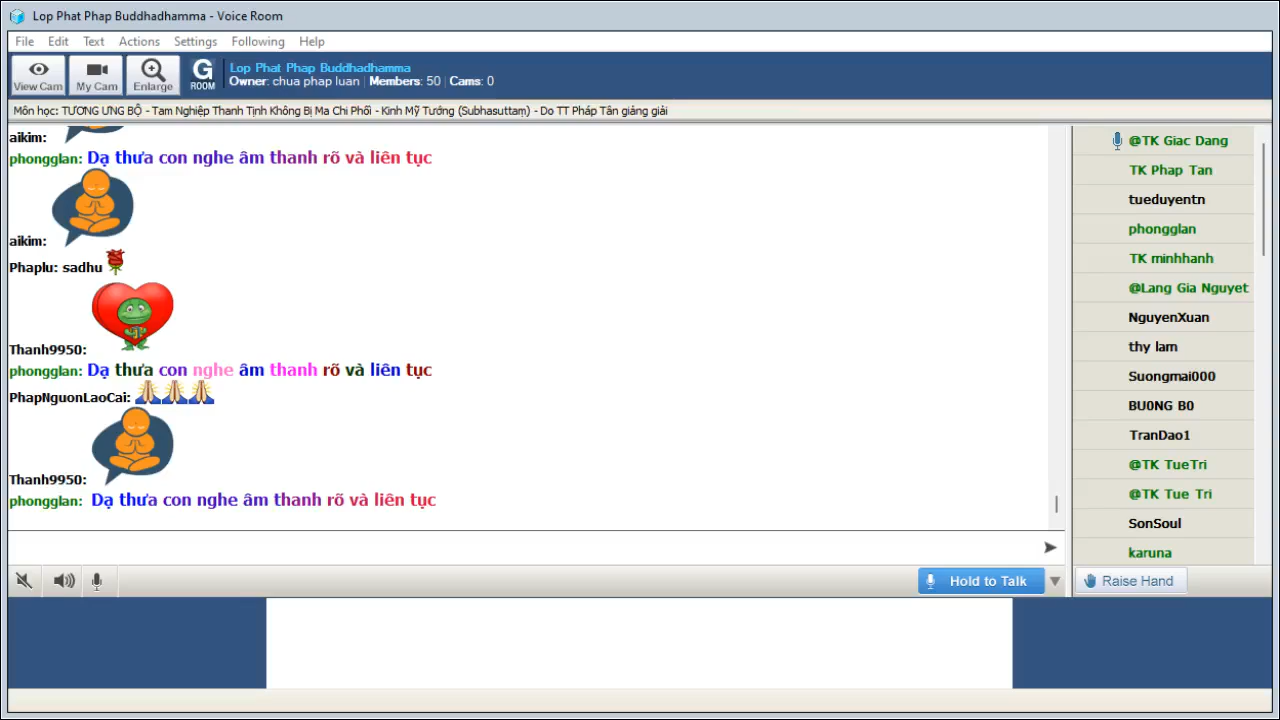 Lop Phat Phap Buddhadhamma - Voice Room
File Edit Text Actions Settings Following Help
View Cam My Cam Enlarge G ROOM
Lop Phat Phap Buddhadhamma
Owner: chua phap luan | Members: 50 | Cams: 0
Môn học: TƯƠNG ƯNG BỘ - Tam Nghiệp Thanh Tịnh Không Bị Ma Chi Phối - Kinh Mỹ Tướng (Subhasuttaṃ) - Do TT Pháp Tân giảng giải
aikim:
phongglan: Dạ thưa con nghe âm thanh rõ và liên tục
aikim:
Phaplu: sadhu
Thanh9950:
phongglan: Dạ thưa con nghe âm thanh rõ và liên tục
PhapNguonLaoCai:
Thanh9950:
phongglan: Dạ thưa con nghe âm thanh rõ và liên tục
@TK Giac Dang
TK Phap Tan
tueduyentn
phongglan
TK minhhanh
@Lang Gia Nguyet
NguyenXuan
thy lam
Suongmai000
BU0NG B0
TranDao1
@TK TueTri
@TK Tue Tri
SonSoul
karuna
Hold to Talk
Raise Hand